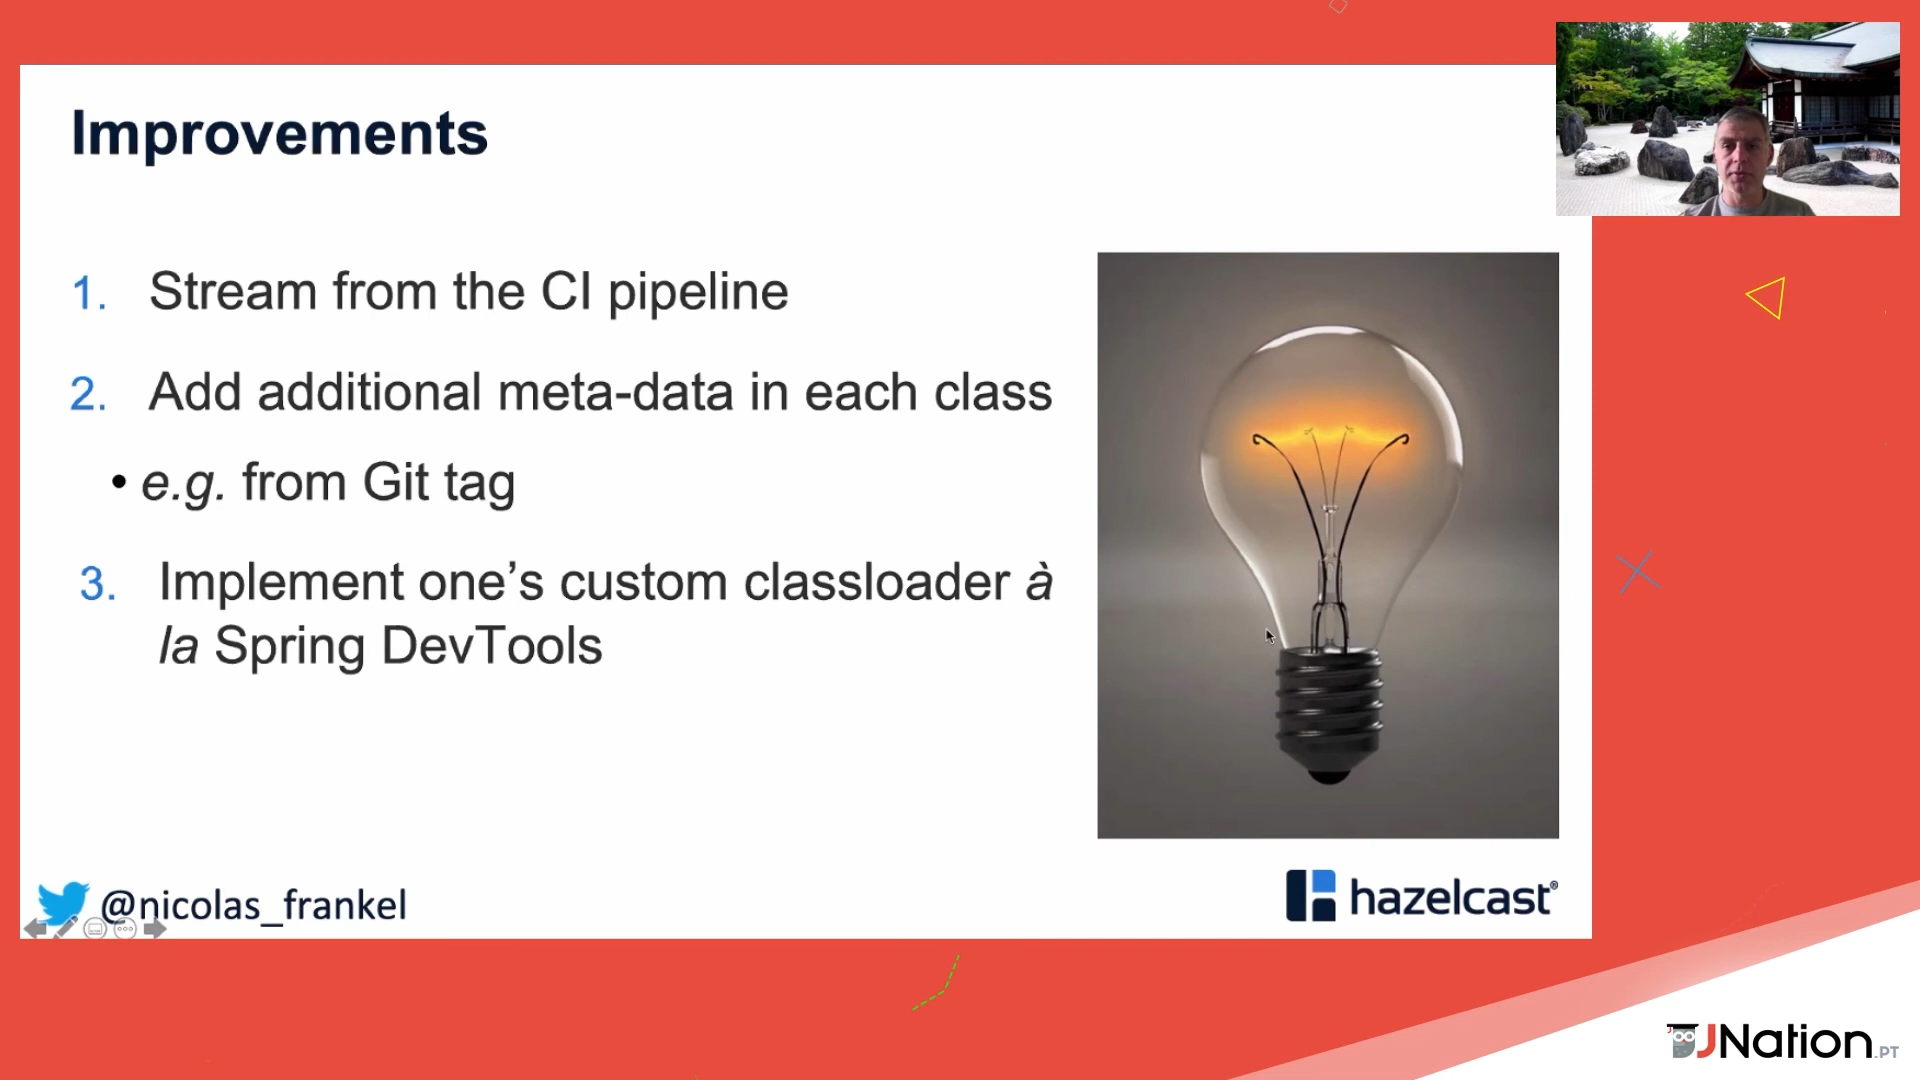 Improvements
1. Stream from the CI pipeline
2. Add additional meta-data in each class
• e.g. from Git tag
3. Implement one’s custom classloader à
la Spring DevTools
@nicolas_frankel
hazelcast®
JNation.PT